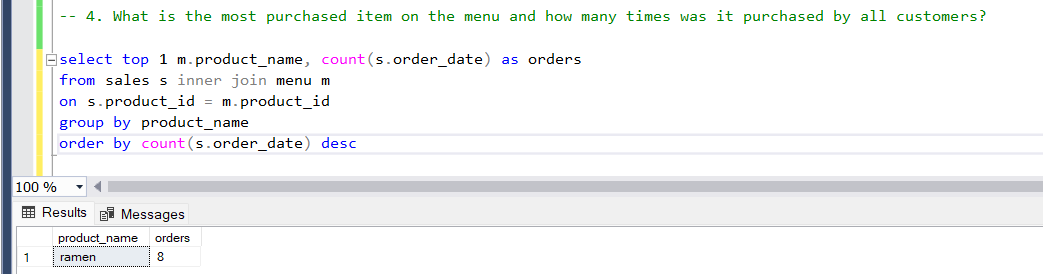 -- 4. What is the most purchased item on the menu and how many times was it purchased by all customers?
select top 1 m.product_name, count(s.order_date) as orders
from sales s inner join menu m
on s.product_id = m.product_id
group by product_name
order by count(s.order_date) desc
100 %
Results Messages
product_name orders
1 ramen 8